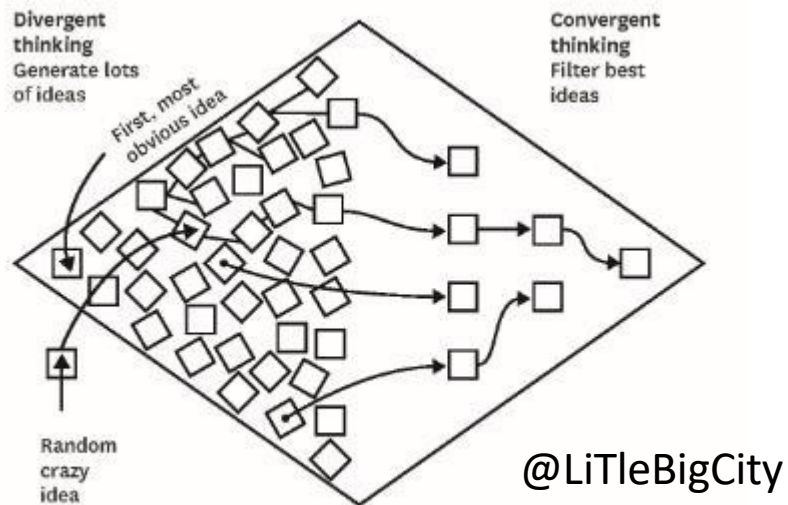 Divergent
thinking
Generate lots
of ideas
First, most
obvious idea
Convergent
thinking
Filter best
ideas
Random
crazy
idea
@LiTleBigCity